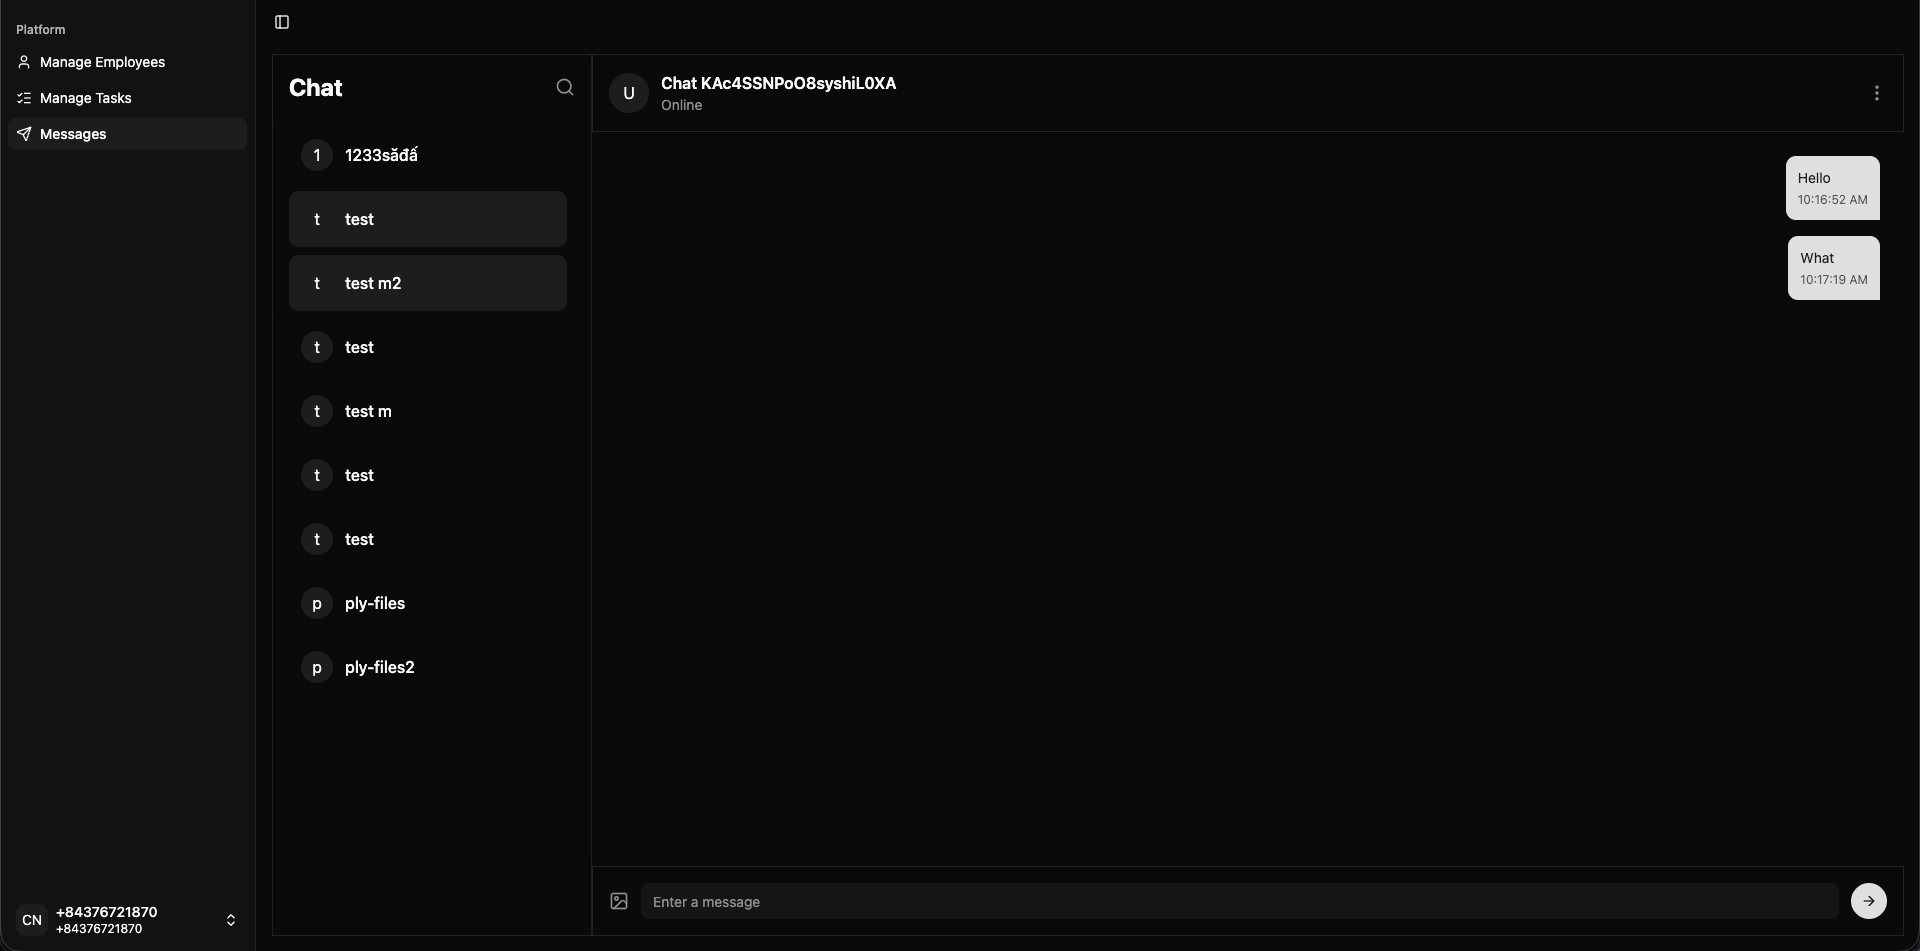 Platform
Manage Employees
Manage Tasks
Messages
Chat
1 1233săđấ
t test
t test m2
t test
t test m
t test
t test
p ply-files
p ply-files2
U Chat KAc4SSNPoO8syshiL0XA
Online
Hello
10:16:52 AM
What
10:17:19 AM
Enter a message
CN +84376721870
+84376721870